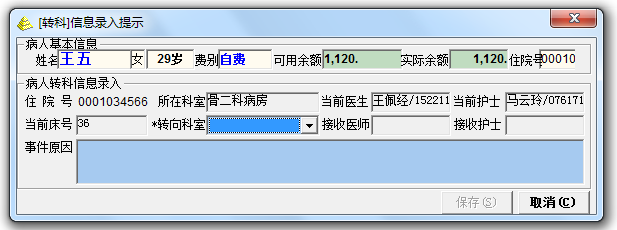 [转科]信息录入提示
病人基本信息
姓名 王五 女 29岁 费别 自费 可用余额 1,120. 实际余额 1,120. 住院号 00010
病人转科信息录入
住 院 号 0001034566 所在科室 骨二科病房 当前医生 王佩经/152211 当前护士 马云玲/076171
当前床号 36 *转向科室 接收医师 接收护士
事件原因
保存(S) 取消(C)